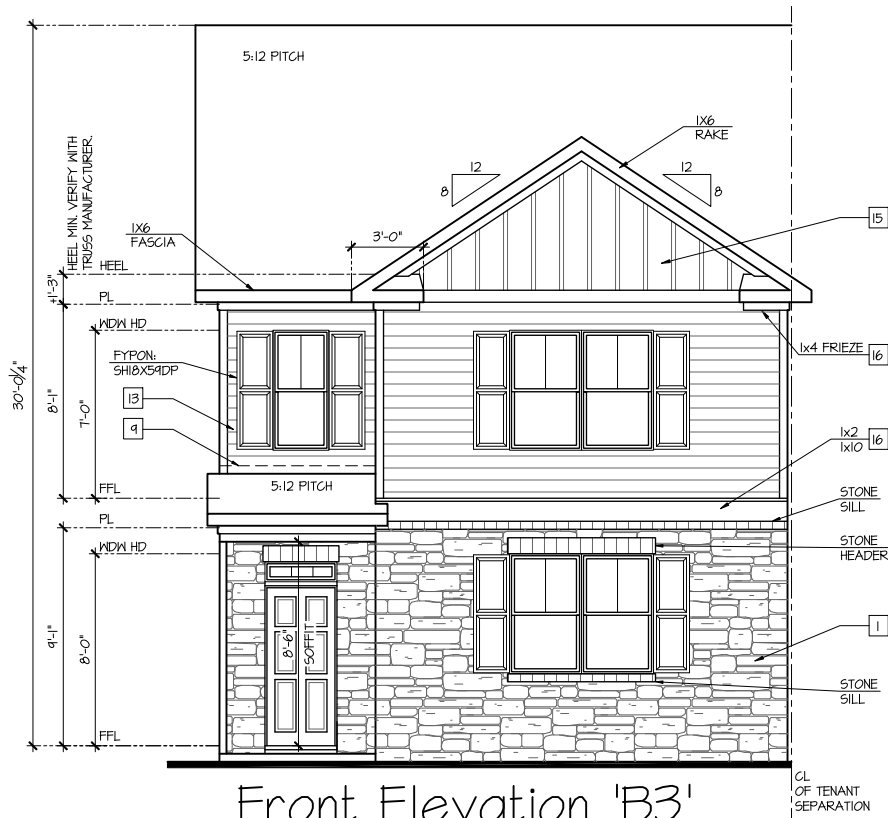 5:12 PITCH
1X6
RAKE
12
8
12
8
HEEL MIN. VERIFY WITH
TRUSS MANUFACTURER.
15
3'-0"
1X6
FASCIA
HEEL
+1'-3"
PL
WDW HD
1x4 FRIEZE
16
FYPON:
SH18X59DP
30'-0¼"
8'-1"
7'-0"
13
9
1x2
1x10
16
5:12 PITCH
FFL
STONE
SILL
PL
WDW HD
STONE
HEADER
9'-1"
8'-0"
8'-6"
SOFFIT
1
STONE
SILL
FFL
CL
OF TENANT
SEPARATION
Front Elevation 'B3'